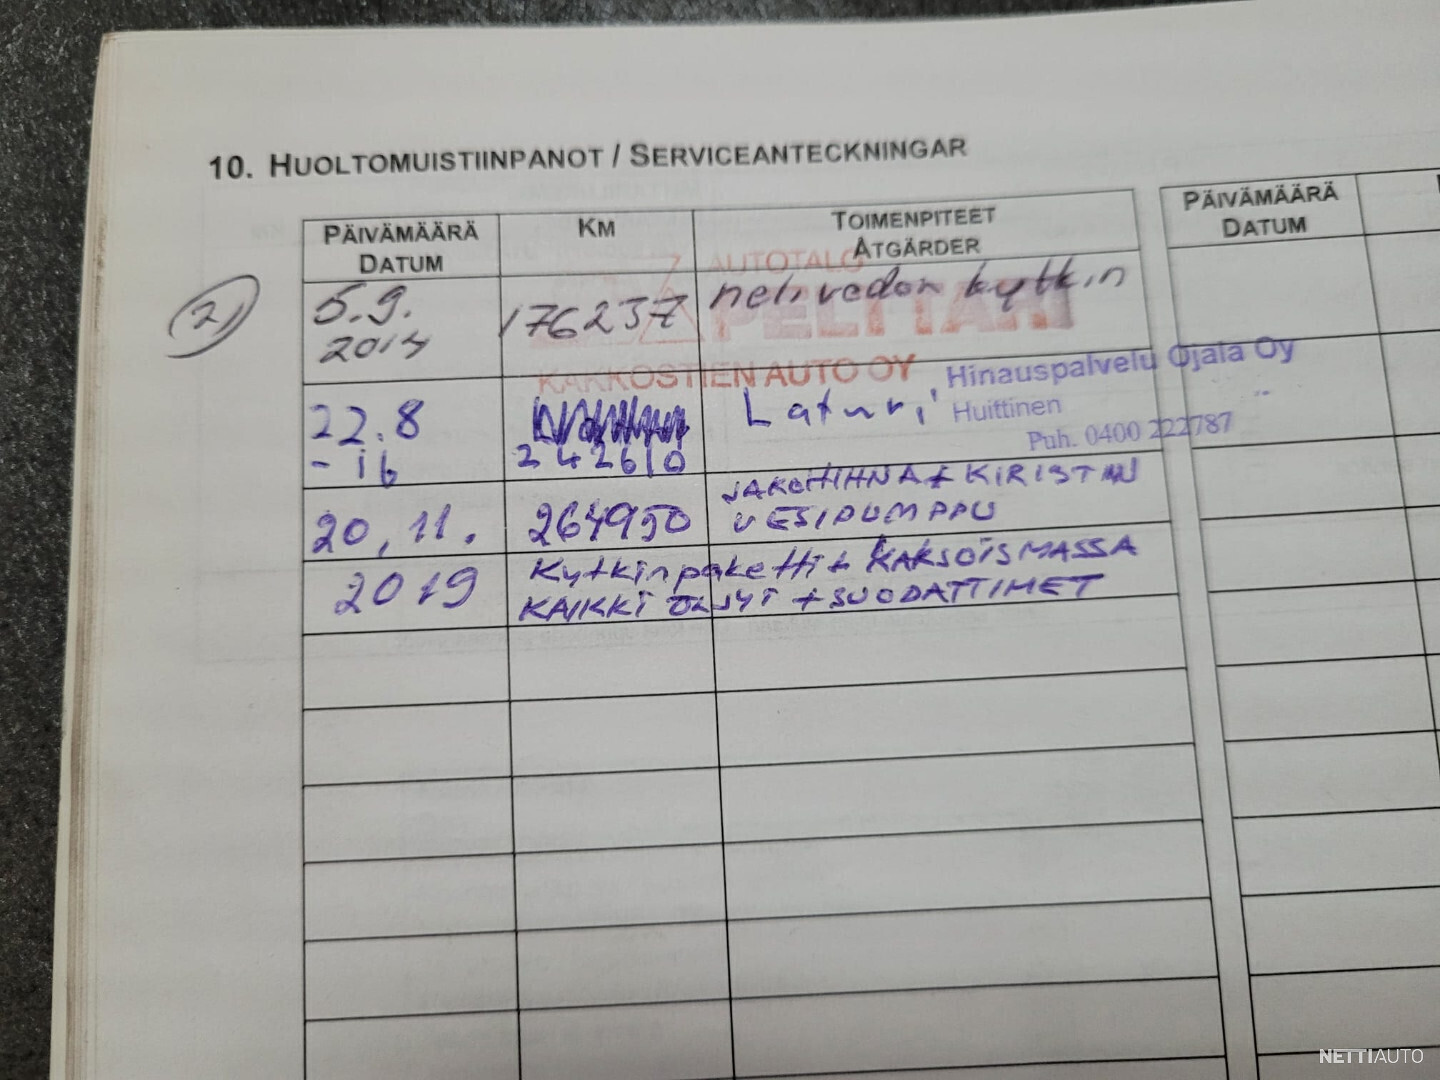 10. HUOLTOMUISTIINPANOT / SERVICEANTECKNINGAR
PÄIVÄMÄÄRÄ
DATUM
KM
TOIMENPITEET
ÅTGÄRDER
PÄIVÄMÄÄRÄ
DATUM
2)
5.9.
2014
176237
nelivedon kytkin
AUTOTALO
PELTTARI
KAKKOSTIEN AUTO OY
22.8
-16
242610
Laturi
Hinauspalvelu Ojala Oy
Huittinen
Puh. 0400 222787
20.11.
264950
JAKOHIHNA + KIRISTIN
VESIPUMPPU
2019
Kytkinpaketti + KAKSOISMASSA
KAIKKI ÖLJYT + SUODATTIMET
NETTIAUTO